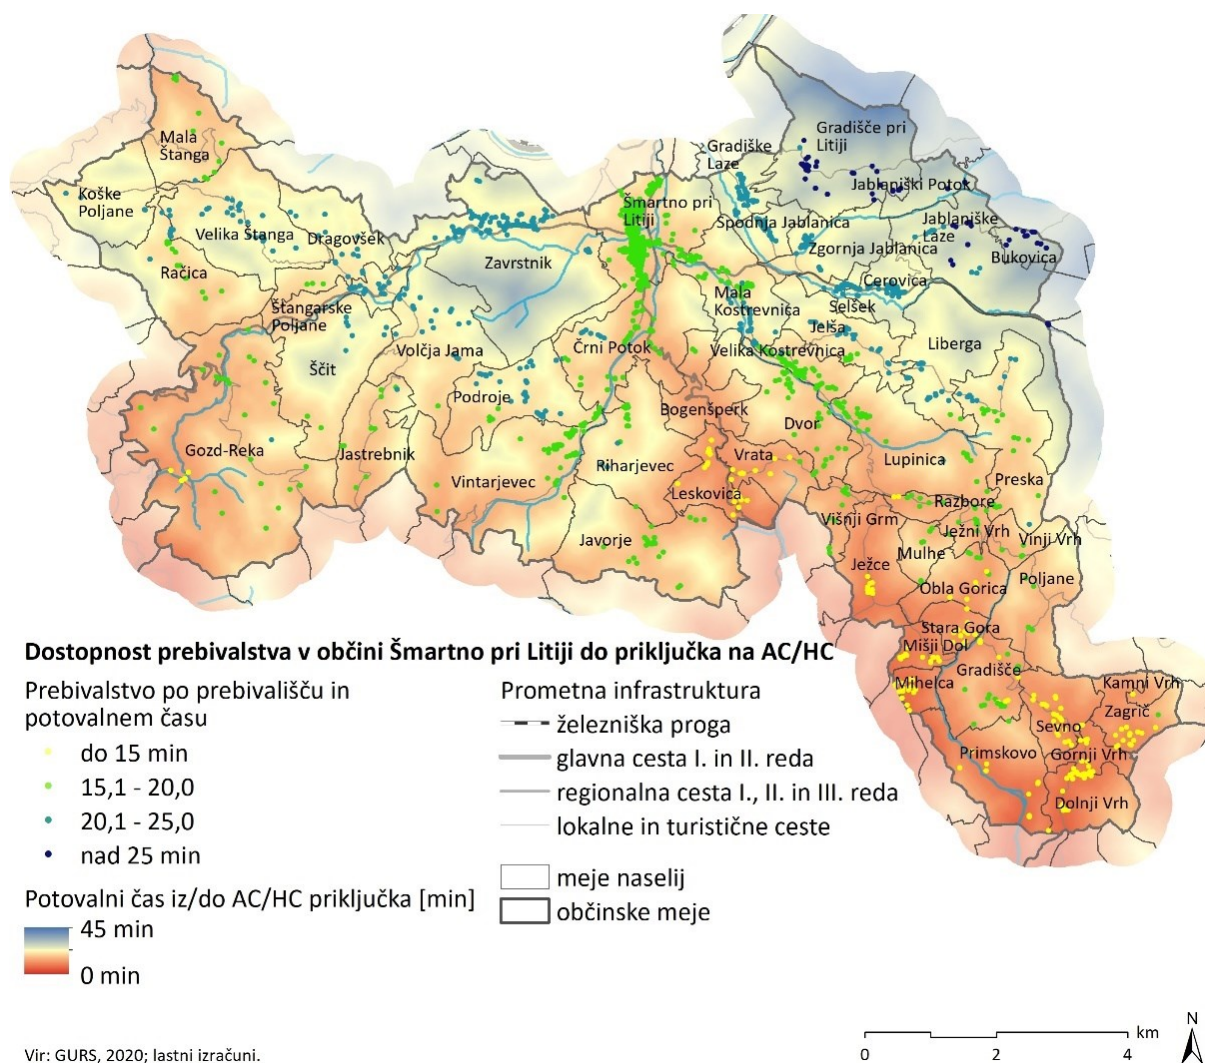 Mala
Štanga
Koške
Poljane
Velika Štanga
Dragovšek
Račica
Štangarske
Poljane
Ščit
Gozd-Reka
Jastrebnik
Zavrstnik
Volčja Jama
Podroje
Vintarjevec
Črni Potok
Riharjevec
Javorje
Šmartno pri
Litiji
Gradiške
Laze
Gradišče pri
Litiji
Jablaniški Potok
Spodnja Jablanica
Zgornja Jablanica
Jablaniške
Laze
Bukovica
Cerovica
Selšek
Mala
Kostrevnica
Jelša
Velika Kostrevnica
Liberga
Bogenšperk
Dvor
Vrata
Leskovica
Lupinica
Preska
Višnji Grm
Razbore
Ježni Vrh
Vinji Vrh
Mulhe
Ježce
Poljane
Obla Gorica
Stara Gora
Mišji Dol
Gradišče
Mihelca
Kamni Vrh
Zagrič
Sevno
Primskovo
Gornji Vrh
Dolnji Vrh
Dostopnost prebivalstva v občini Šmartno pri Litiji do priključka na AC/HC
Prebivalstvo po prebivališču in
potovalnem času
do 15 min
15,1 - 20,0
20,1 - 25,0
nad 25 min
Potovalni čas iz/do AC/HC priključka [min]
45 min
0 min
Prometna infrastruktura
železniška proga
glavna cesta I. in II. reda
regionalna cesta I., II. in III. reda
lokalne in turistične ceste
meje naselij
občinske meje
Vir: GURS, 2020; lastni izračuni.
km
0 2 4
N